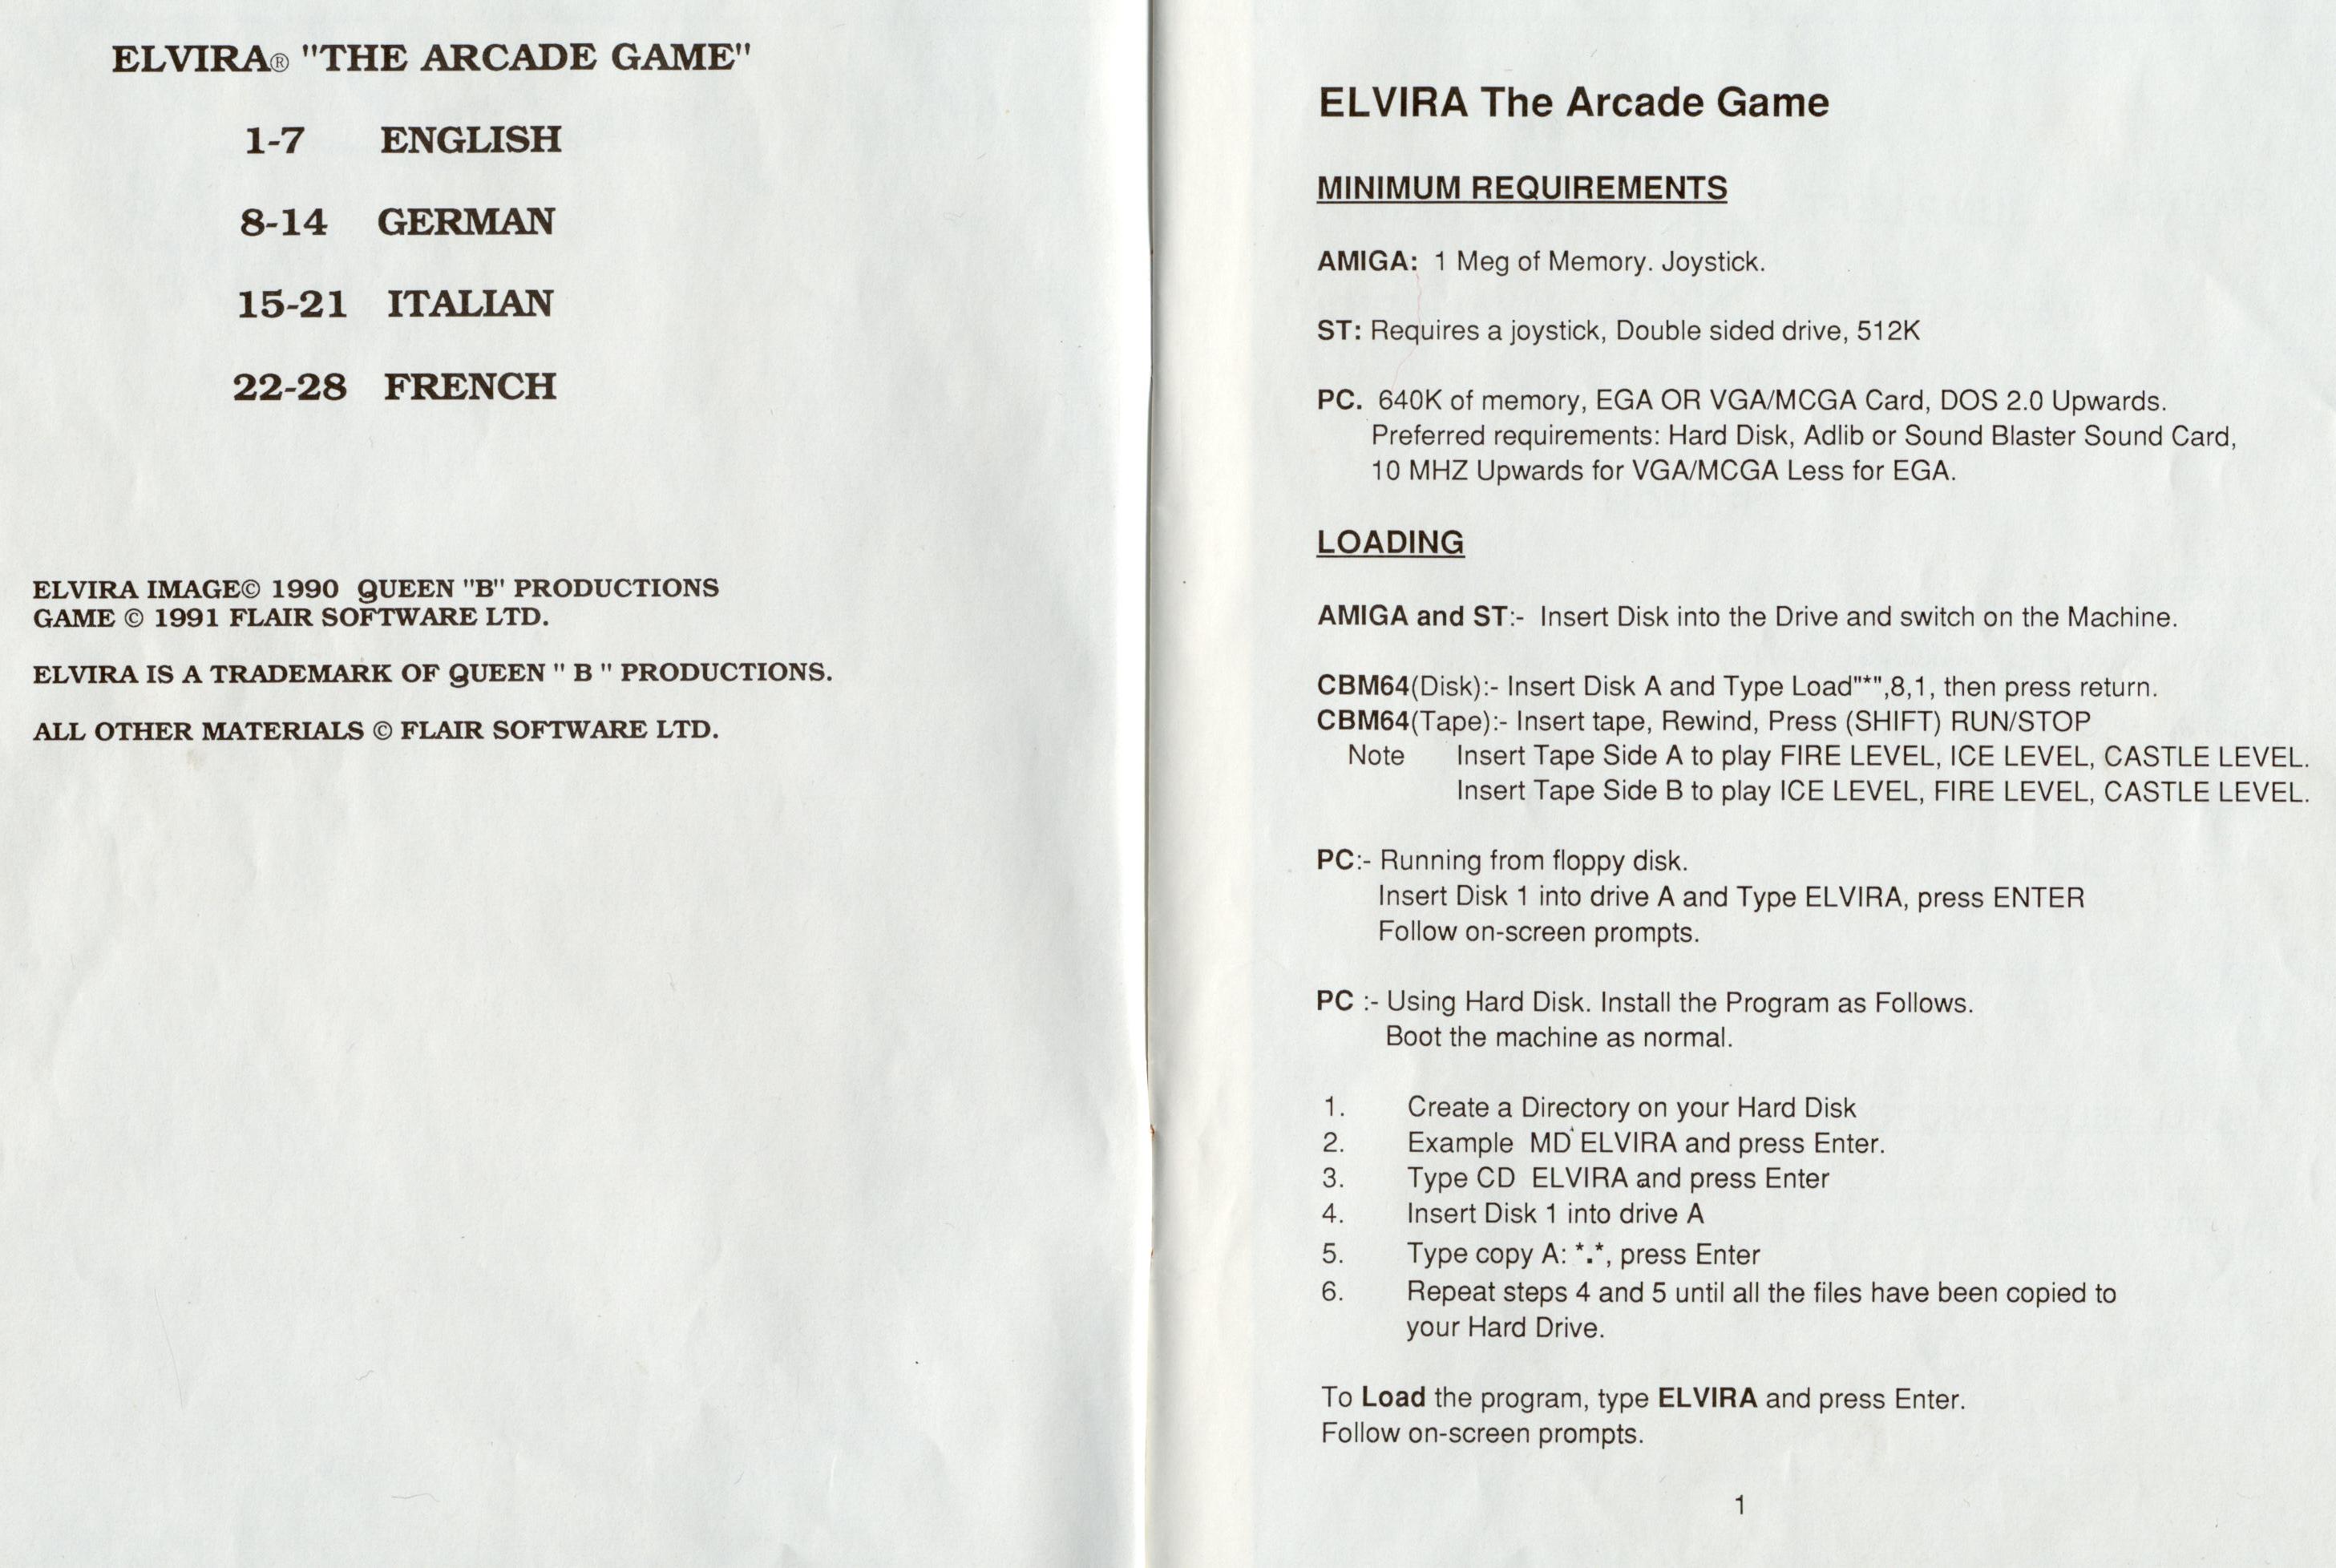 ELVIRA® "THE ARCADE GAME"
1-7 ENGLISH
8-14 GERMAN
15-21 ITALIAN
22-28 FRENCH
ELVIRA IMAGE© 1990 QUEEN "B" PRODUCTIONS
GAME © 1991 FLAIR SOFTWARE LTD.
ELVIRA IS A TRADEMARK OF QUEEN " B " PRODUCTIONS.
ALL OTHER MATERIALS © FLAIR SOFTWARE LTD.
ELVIRA The Arcade Game
MINIMUM REQUIREMENTS
AMIGA: 1 Meg of Memory. Joystick.
ST: Requires a joystick, Double sided drive, 512K
PC. 640K of memory, EGA OR VGA/MCGA Card, DOS 2.0 Upwards.
Preferred requirements: Hard Disk, Adlib or Sound Blaster Sound Card,
10 MHZ Upwards for VGA/MCGA Less for EGA.
LOADING
AMIGA and ST:- Insert Disk into the Drive and switch on the Machine.
CBM64(Disk):- Insert Disk A and Type Load"*",8,1, then press return.
CBM64(Tape):- Insert tape, Rewind, Press (SHIFT) RUN/STOP
Note Insert Tape Side A to play FIRE LEVEL, ICE LEVEL, CASTLE LEVEL.
Insert Tape Side B to play ICE LEVEL, FIRE LEVEL, CASTLE LEVEL.
PC:- Running from floppy disk.
Insert Disk 1 into drive A and Type ELVIRA, press ENTER
Follow on-screen prompts.
PC :- Using Hard Disk. Install the Program as Follows.
Boot the machine as normal.
1. Create a Directory on your Hard Disk
2. Example MD ELVIRA and press Enter.
3. Type CD ELVIRA and press Enter
4. Insert Disk 1 into drive A
5. Type copy A: *.*, press Enter
6. Repeat steps 4 and 5 until all the files have been copied to
your Hard Drive.
To Load the program, type ELVIRA and press Enter.
Follow on-screen prompts.
1